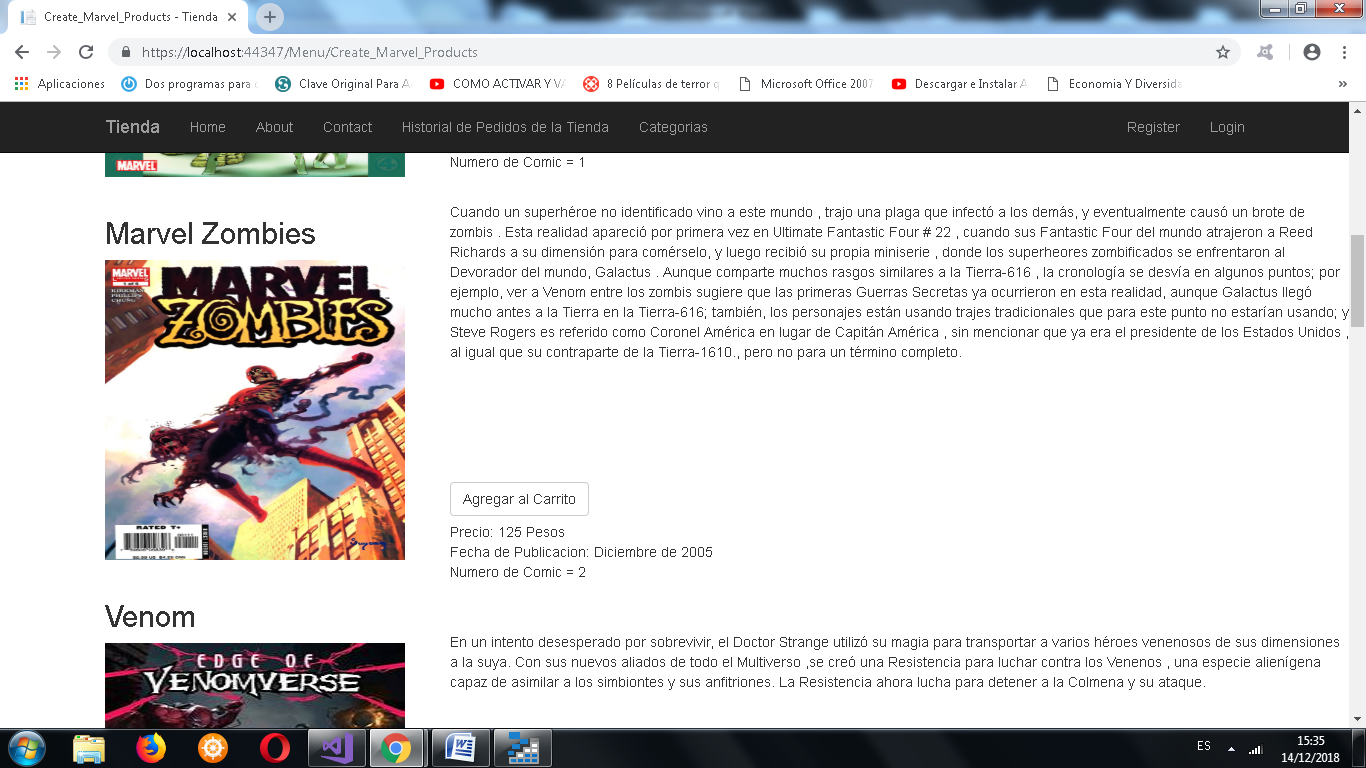 Create_Marvel_Products - Tienda
https://localhost:44347/Menu/Create_Marvel_Products
Aplicaciones
Dos programas para
Clave Original Para A
COMO ACTIVAR Y VA
8 Películas de terror q
Microsoft Office 2007
Descargar e Instalar A
Economia Y Diversida
Tienda
Home
About
Contact
Historial de Pedidos de la Tienda
Categorias
Register
Login
MARVEL
Numero de Comic = 1
Marvel Zombies
MARVEL
1 of 5
KIRKMAN
PHILLIPS
CHUNG
MARVEL
ZOMBIES
RATED T+
Cuando un superhéroe no identificado vino a este mundo , trajo una plaga que infectó a los demás, y eventualmente causó un brote de
zombis . Esta realidad apareció por primera vez en Ultimate Fantastic Four # 22 , cuando sus Fantastic Four del mundo atrajeron a Reed
Richards a su dimensión para comérselo, y luego recibió su propia miniserie , donde los superheores zombificados se enfrentaron al
Devorador del mundo, Galactus . Aunque comparte muchos rasgos similares a la Tierra-616 , la cronología se desvía en algunos puntos; por
ejemplo, ver a Venom entre los zombis sugiere que las primeras Guerras Secretas ya ocurrieron en esta realidad, aunque Galactus llegó
mucho antes a la Tierra en la Tierra-616; también, los personajes están usando trajes tradicionales que para este punto no estarían usando; y
Steve Rogers es referido como Coronel América en lugar de Capitán América , sin mencionar que ya era el presidente de los Estados Unidos ,
al igual que su contraparte de la Tierra-1610., pero no para un término completo.
Agregar al Carrito
Precio: 125 Pesos
Fecha de Publicacion: Diciembre de 2005
Numero de Comic = 2
Venom
EDGE OF
VENOMVERSE
En un intento desesperado por sobrevivir, el Doctor Strange utilizó su magia para transportar a varios héroes venenosos de sus dimensiones
a la suya. Con sus nuevos aliados de todo el Multiverso ,se creó una Resistencia para luchar contra los Venenos , una especie alienígena
capaz de asimilar a los simbiontes y sus anfitriones. La Resistencia ahora lucha para detener a la Colmena y su ataque.
ES
15:35
14/12/2018